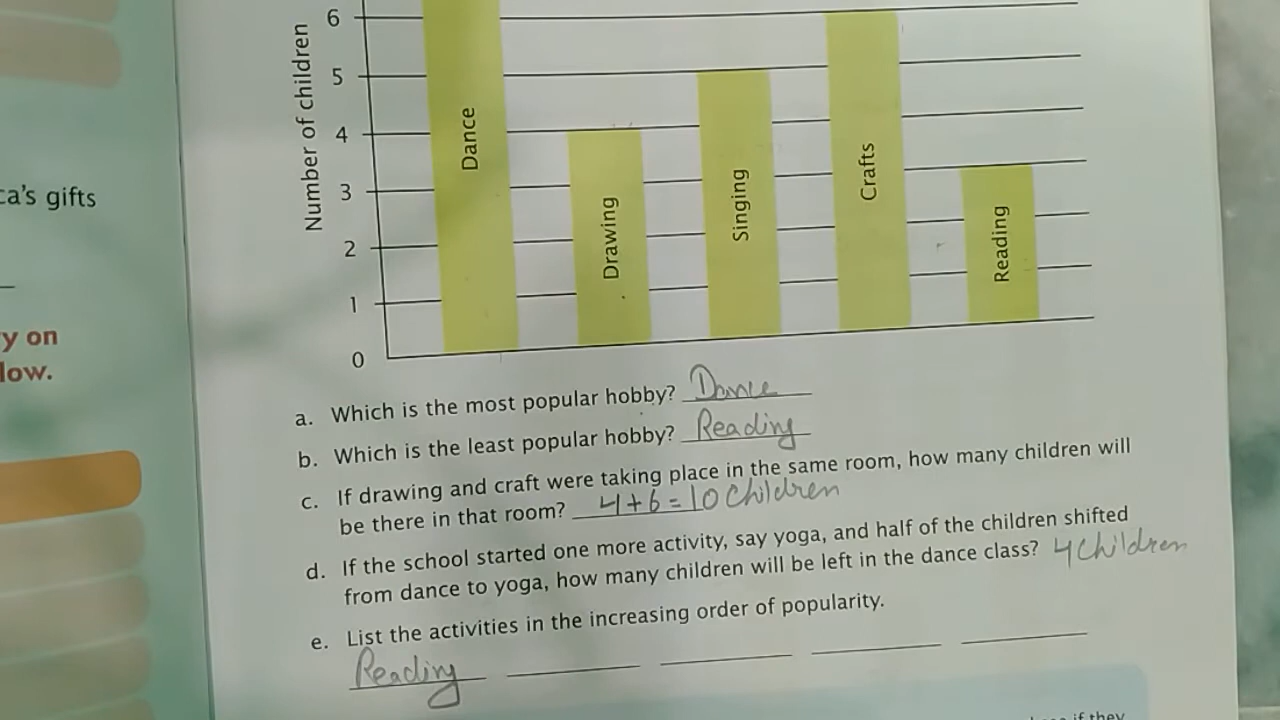 6
5
4
3
2
1
0
Number of children
Dance
Drawing
Singing
Crafts
Reading
ca's gifts
y on
low.
a. Which is the most popular hobby? Dance
b. Which is the least popular hobby? Reading
c. If drawing and craft were taking place in the same room, how many children will
be there in that room? 4+6=10 Children
d. If the school started one more activity, say yoga, and half of the children shifted
from dance to yoga, how many children will be left in the dance class? 4 Children
e. List the activities in the increasing order of popularity.
Reading
if they